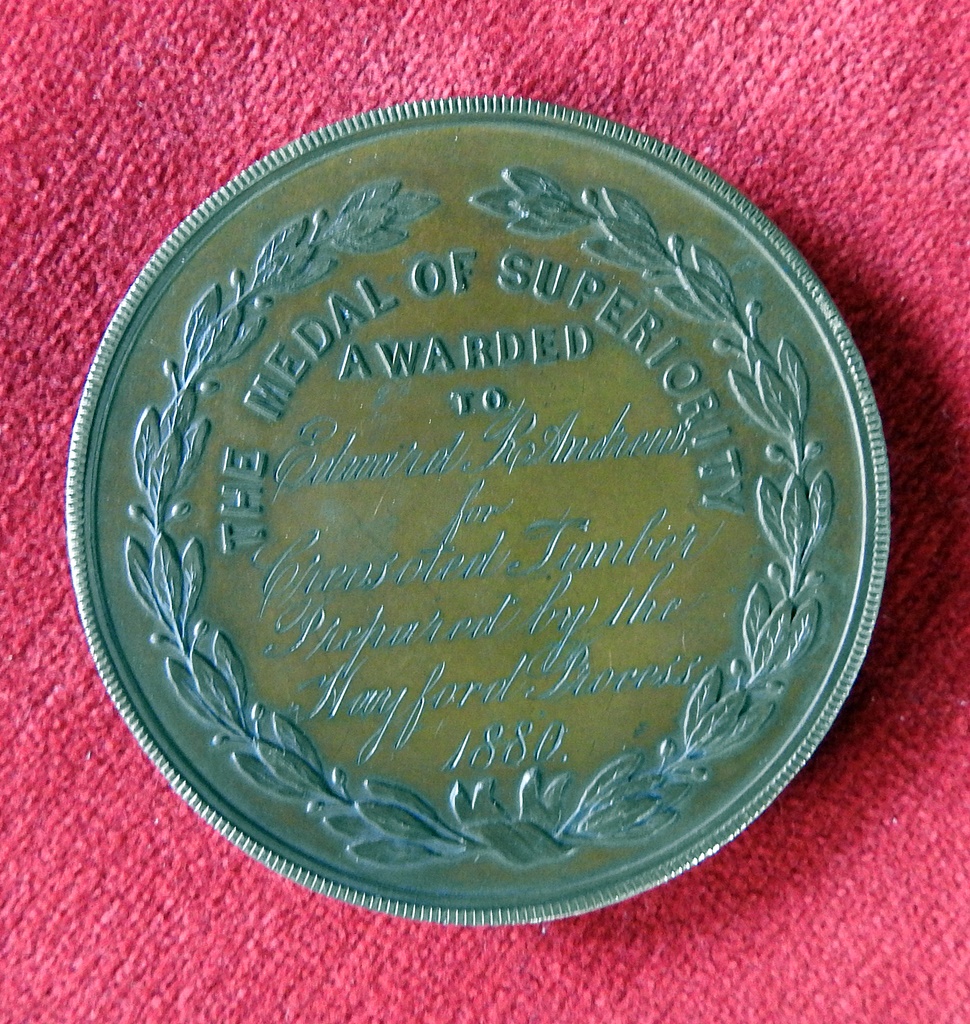 THE MEDAL OF SUPERIORITY
AWARDED
TO
Edward R. Andrews,
for
Creosoted Timber
Prepared by the
Hayford Process
1880.